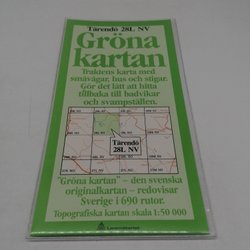 Tärendö 28L NV
Gröna
kartan
Traktens karta med
småvägar, hus och stigar.
Gör det lätt att hitta
tillbaka till badvikar
och svampställen.
Tärendö
28L NV
"Gröna kartan" – den svenska
originalkartan – redovisar
Sverige i 690 rutor.
Topografiska kartan skala 1:50 000